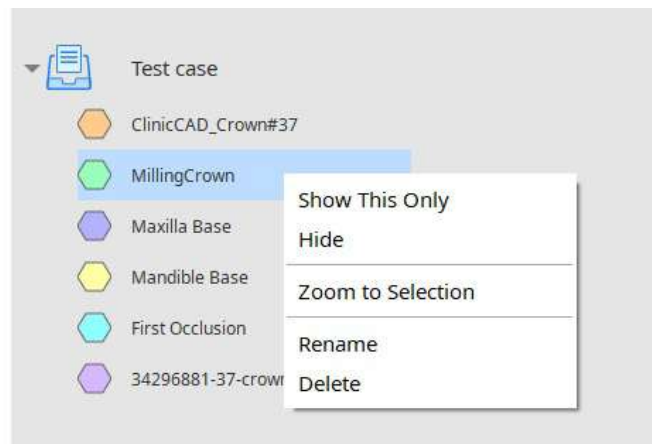 Test case
ClinicCAD_Crown#37
MillingCrown
Maxilla Base
Mandible Base
First Occlusion
34296881-37-crown
Show This Only
Hide
Zoom to Selection
Rename
Delete